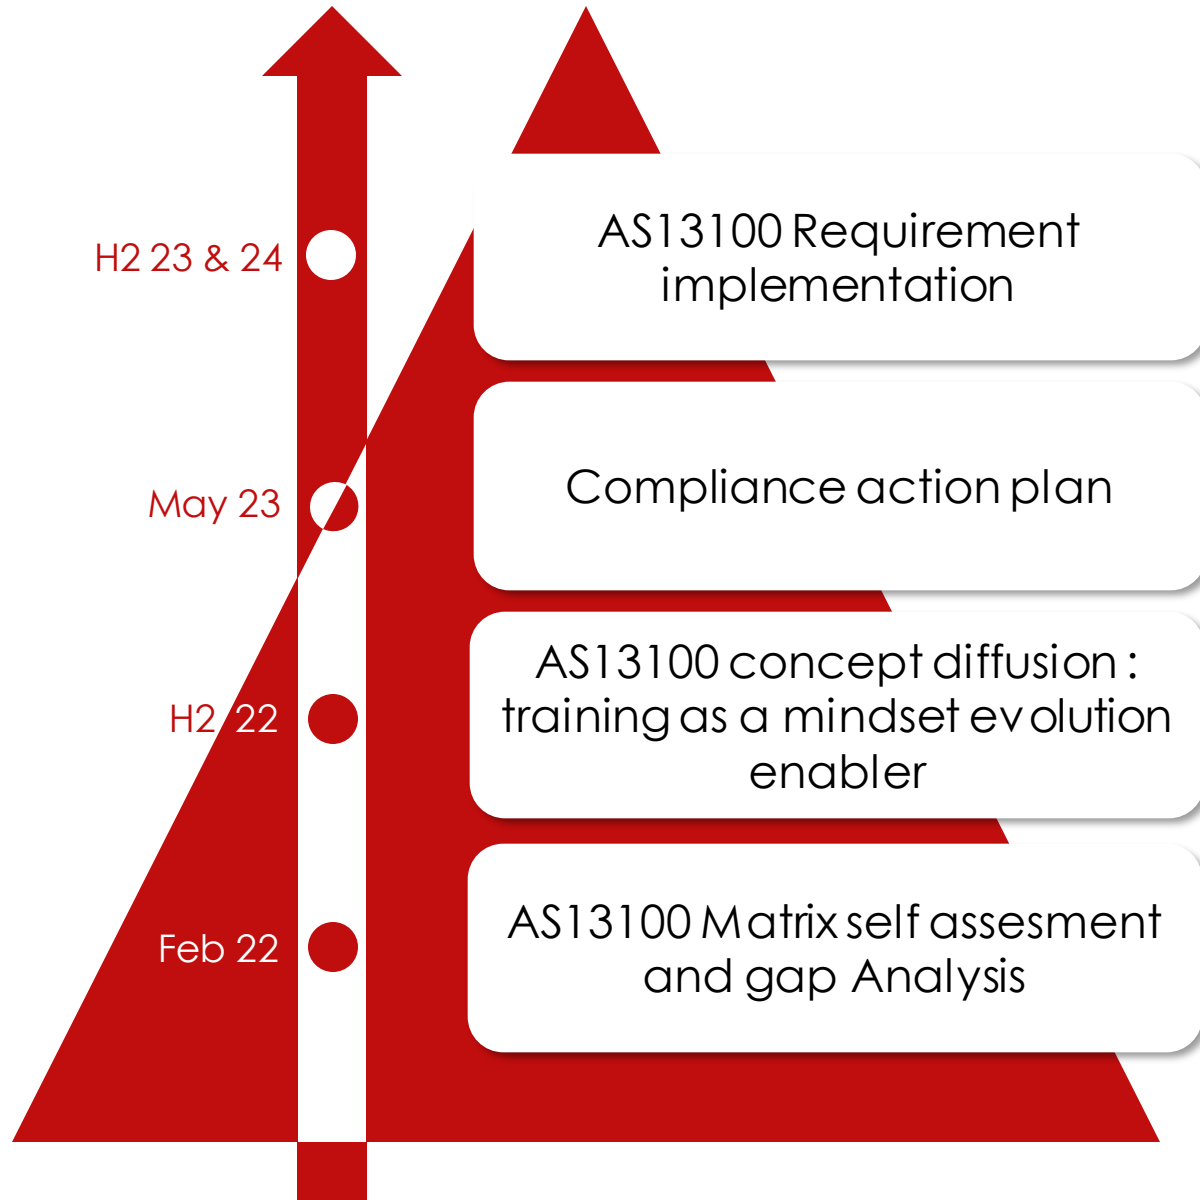 H2 23 & 24
AS13100 Requirement
implementation
May 23
Compliance action plan
H2 22
AS13100 concept diffusion :
training as a mindset evolution
enabler
Feb 22
AS13100 Matrix self assesment
and gap Analysis